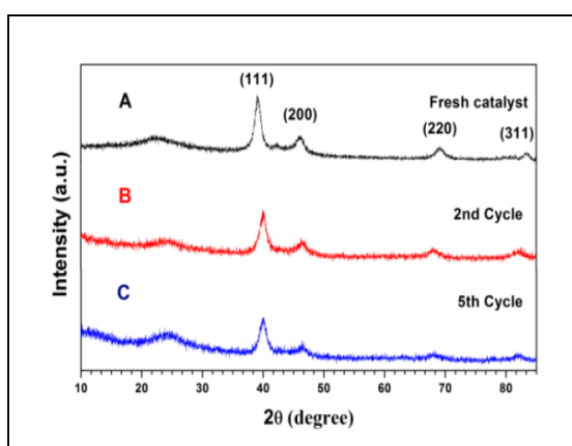 (111)
A
(200)
Fresh catalyst
(220)
(311)
B
2nd Cycle
C
5th Cycle
Intensity (a.u.)
10 20 30 40 50 60 70 80
2θ (degree)